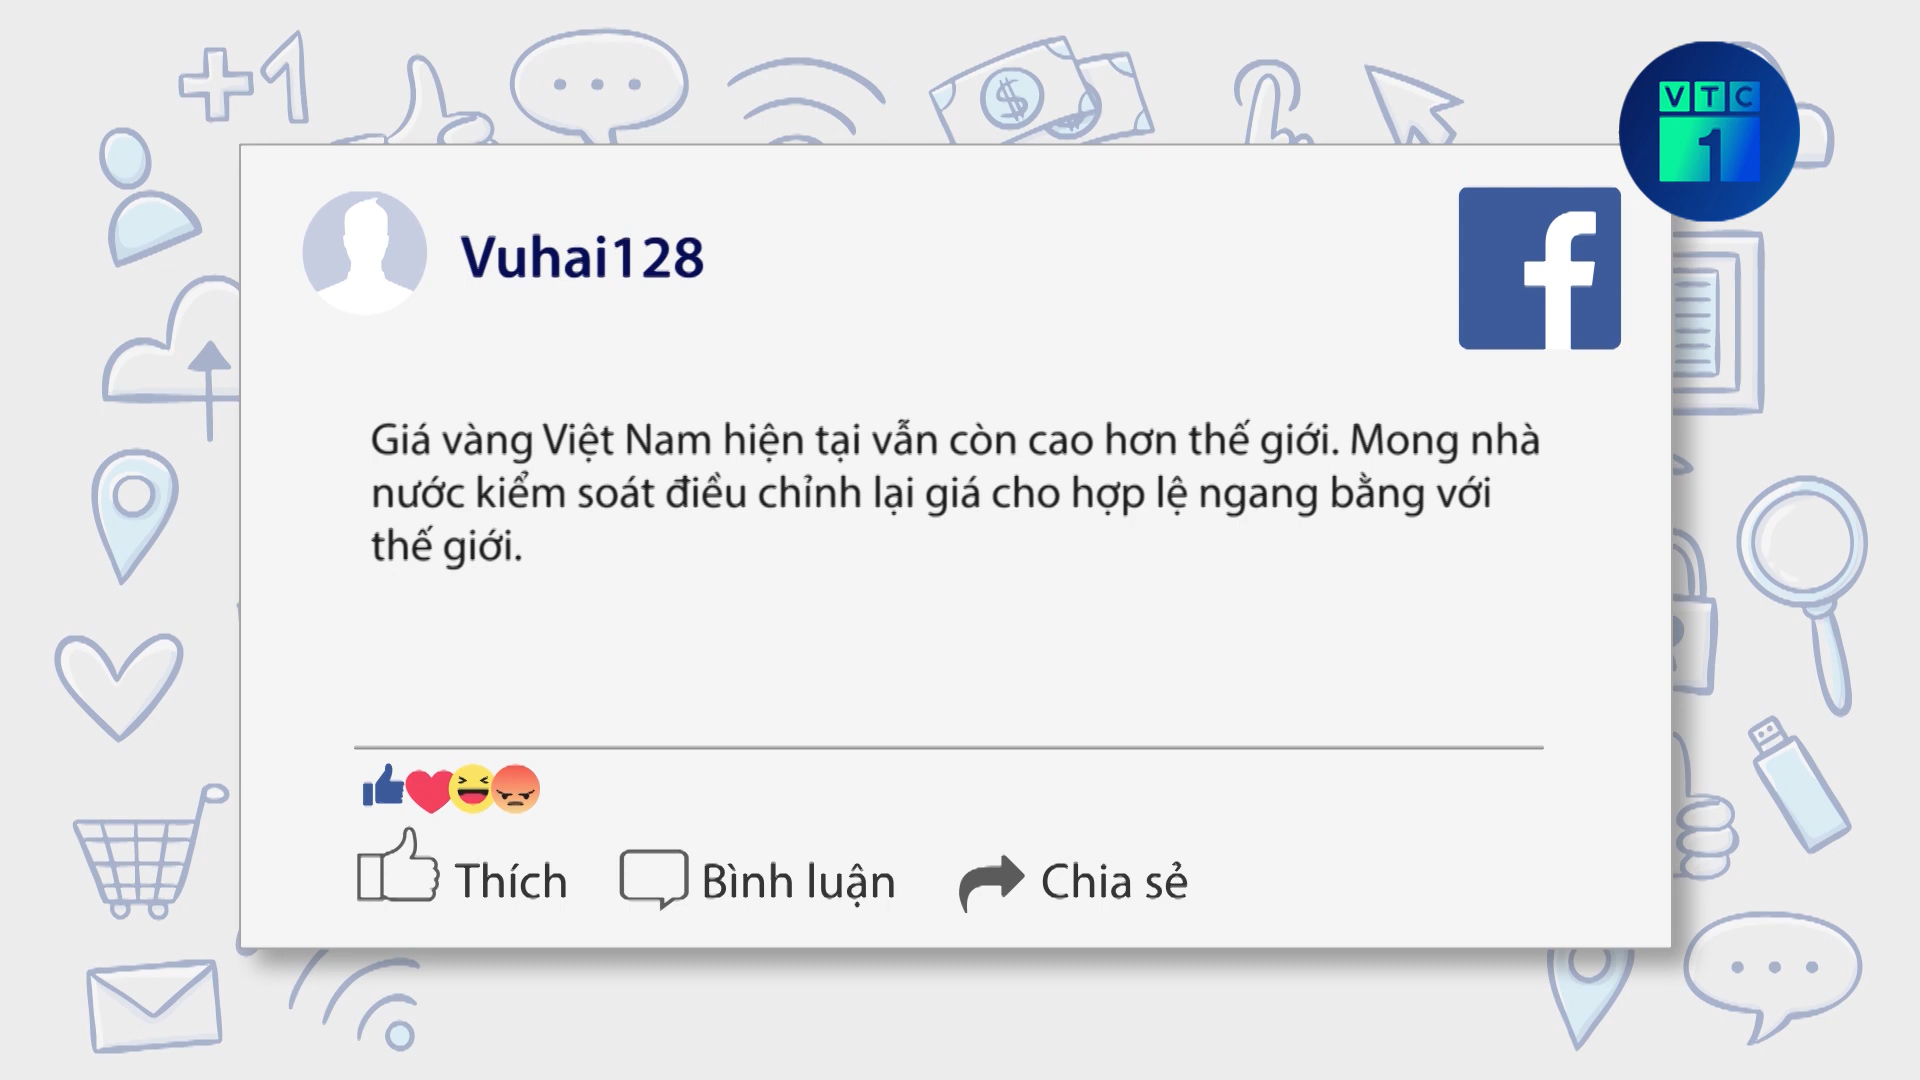 +1
VTC
1
Vuhai128
Giá vàng Việt Nam hiện tại vẫn còn cao hơn thế giới. Mong nhà
nước kiểm soát điều chỉnh lại giá cho hợp lệ ngang bằng với
thế giới.
Thích Bình luận Chia sẻ